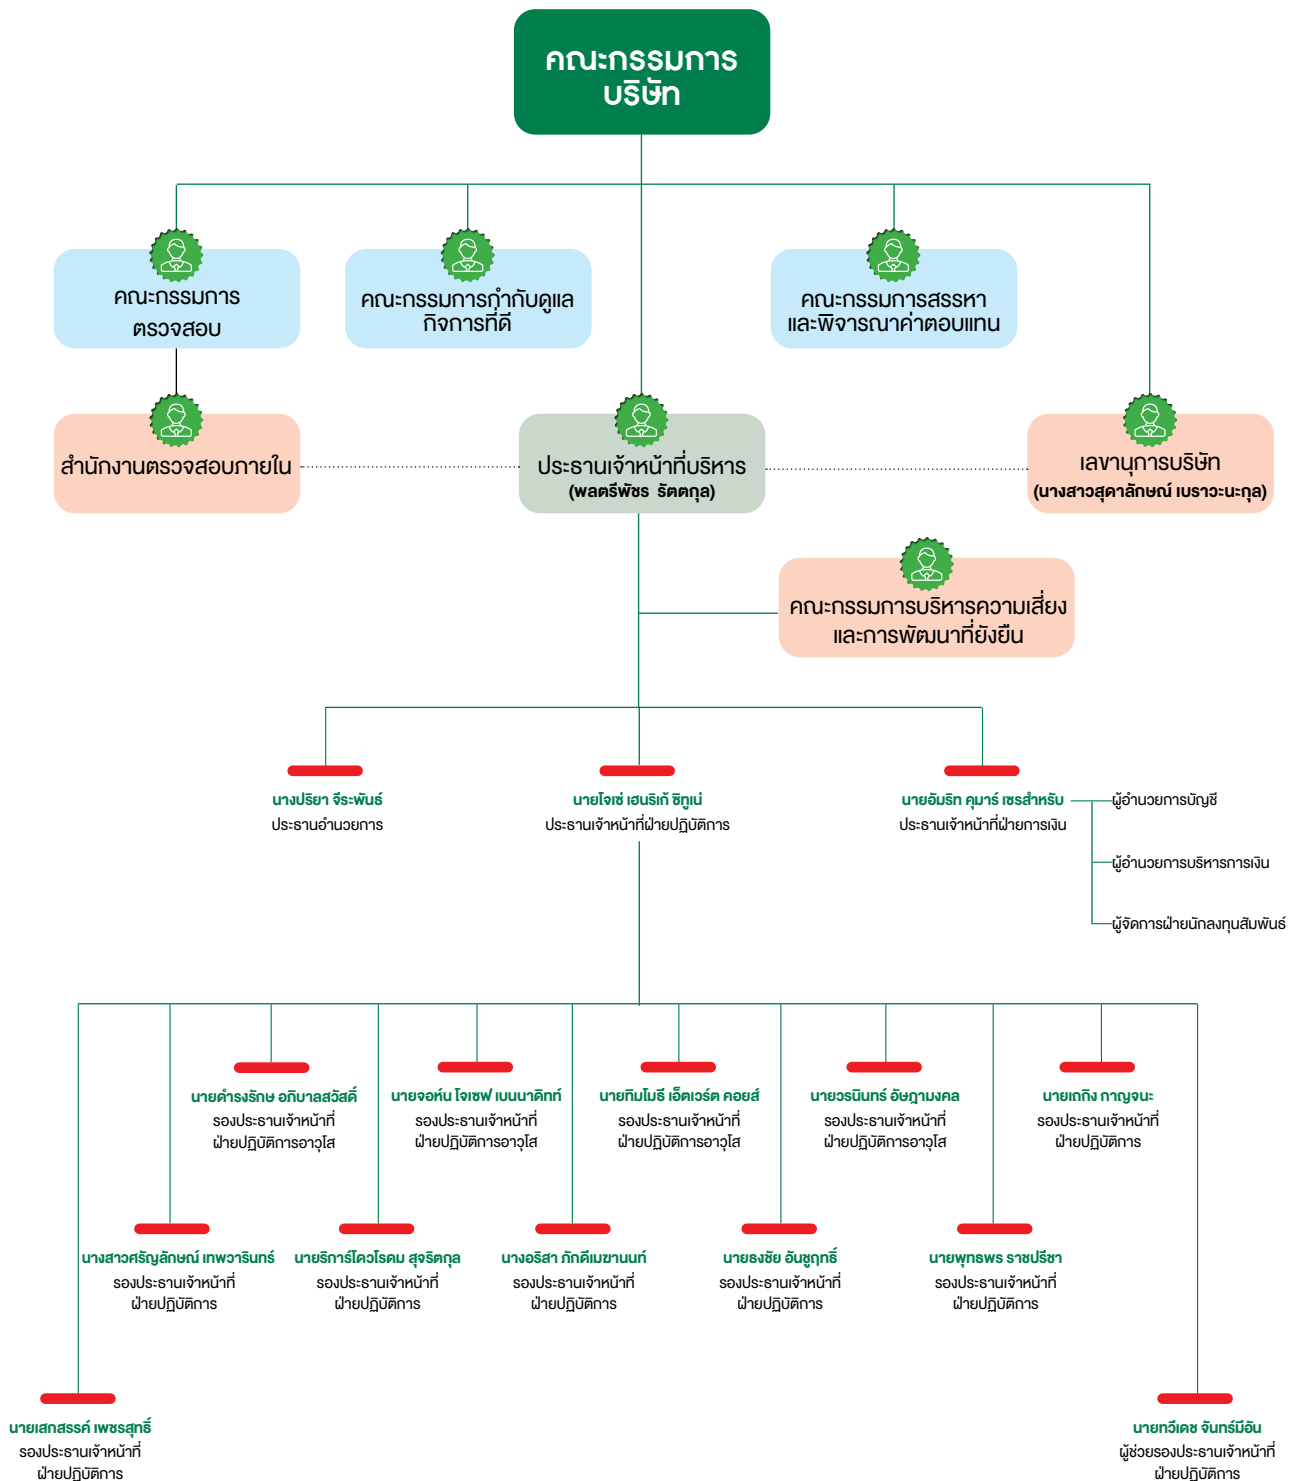 คณะกรรมการ
บริษัท
คณะกรรมการ
ตรวจสอบ
คณะกรรมการกำกับดูแล
กิจการที่ดี
คณะกรรมการสรรหา
และพิจารณาค่าตอบแทน
สำนักงานตรวจสอบภายใน
ประธานเจ้าหน้าที่บริหาร
(พลตรีพัชร รัตตกุล)
เลขานุการบริษัท
(นางสาวสุดาลักษณ์ เบราวะนะกุล)
คณะกรรมการบริหารความเสี่ยง
และการพัฒนาที่ยังยืน
นางปริยา จีระพันธ์
ประธานอำนวยการ
นายโจเซ่ เฮนริเก้ ซิทูเน่
ประธานเจ้าหน้าที่ฝ่ายปฏิบัติการ
นายอัมริท คุมาร์ เซรสำหรับ
ประธานเจ้าหน้าที่ฝ่ายการเงิน
ผู้อำนวยการบัญชี
ผู้อำนวยการบริหารการเงิน
ผู้จัดการฝ่ายนักลงทุนสัมพันธ์
นายดำรงรักษ อภิบาลสวัสดิ์
รองประธานเจ้าหน้าที่
ฝ่ายปฏิบัติการอาวุโส
นายจอห์น โจเซฟ เบนนาดิทท์
รองประธานเจ้าหน้าที่
ฝ่ายปฏิบัติการอาวุโส
นายทิมโมธี เอ็ตเวร์ต คอยส์
รองประธานเจ้าหน้าที่
ฝ่ายปฏิบัติการอาวุโส
นายวรนินทร์ อัษฎามงคล
รองประธานเจ้าหน้าที่
ฝ่ายปฏิบัติการอาวุโส
นายเถกิง กาญจนะ
รองประธานเจ้าหน้าที่
ฝ่ายปฏิบัติการ
นางสาวศรัญลักษณ์ เทพวารินทร์
รองประธานเจ้าหน้าที่
ฝ่ายปฏิบัติการ
นายริการ์โดวโรดม สุจริตกุล
รองประธานเจ้าหน้าที่
ฝ่ายปฏิบัติการ
นางอริสา ภักดีเมฆานนท์
รองประธานเจ้าหน้าที่
ฝ่ายปฏิบัติการ
นายธงชัย อันชูฤทธิ์
รองประธานเจ้าหน้าที่
ฝ่ายปฏิบัติการ
นายพุทธพร ราชปรีชา
รองประธานเจ้าหน้าที่
ฝ่ายปฏิบัติการ
นายเสกสรรค์ เพชรสุทธิ์
รองประธานเจ้าหน้าที่
ฝ่ายปฏิบัติการ
นายทวีเดช จันทร์มีอัน
ผู้ช่วยรองประธานเจ้าหน้าที่
ฝ่ายปฏิบัติการ